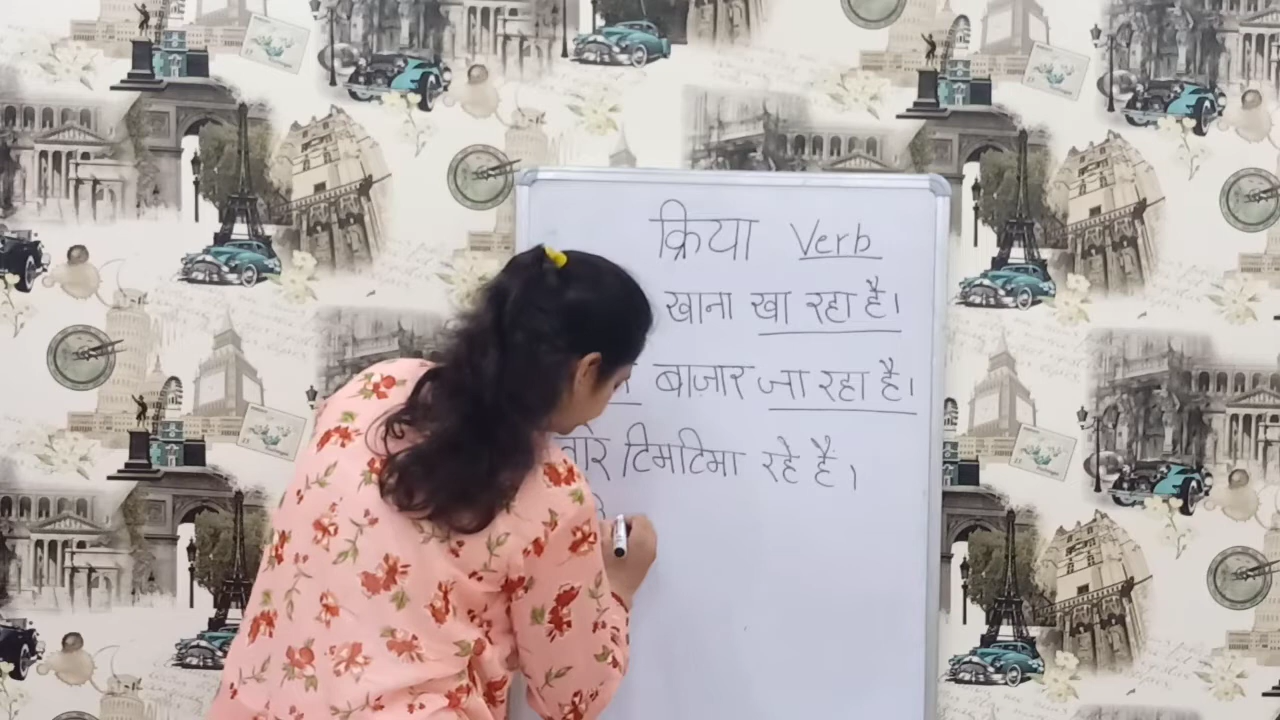 क्रिया Verb
खाना खा रहा है।
बाज़ार जा रहा है।
तारे टिमटिमा रहे हैं।